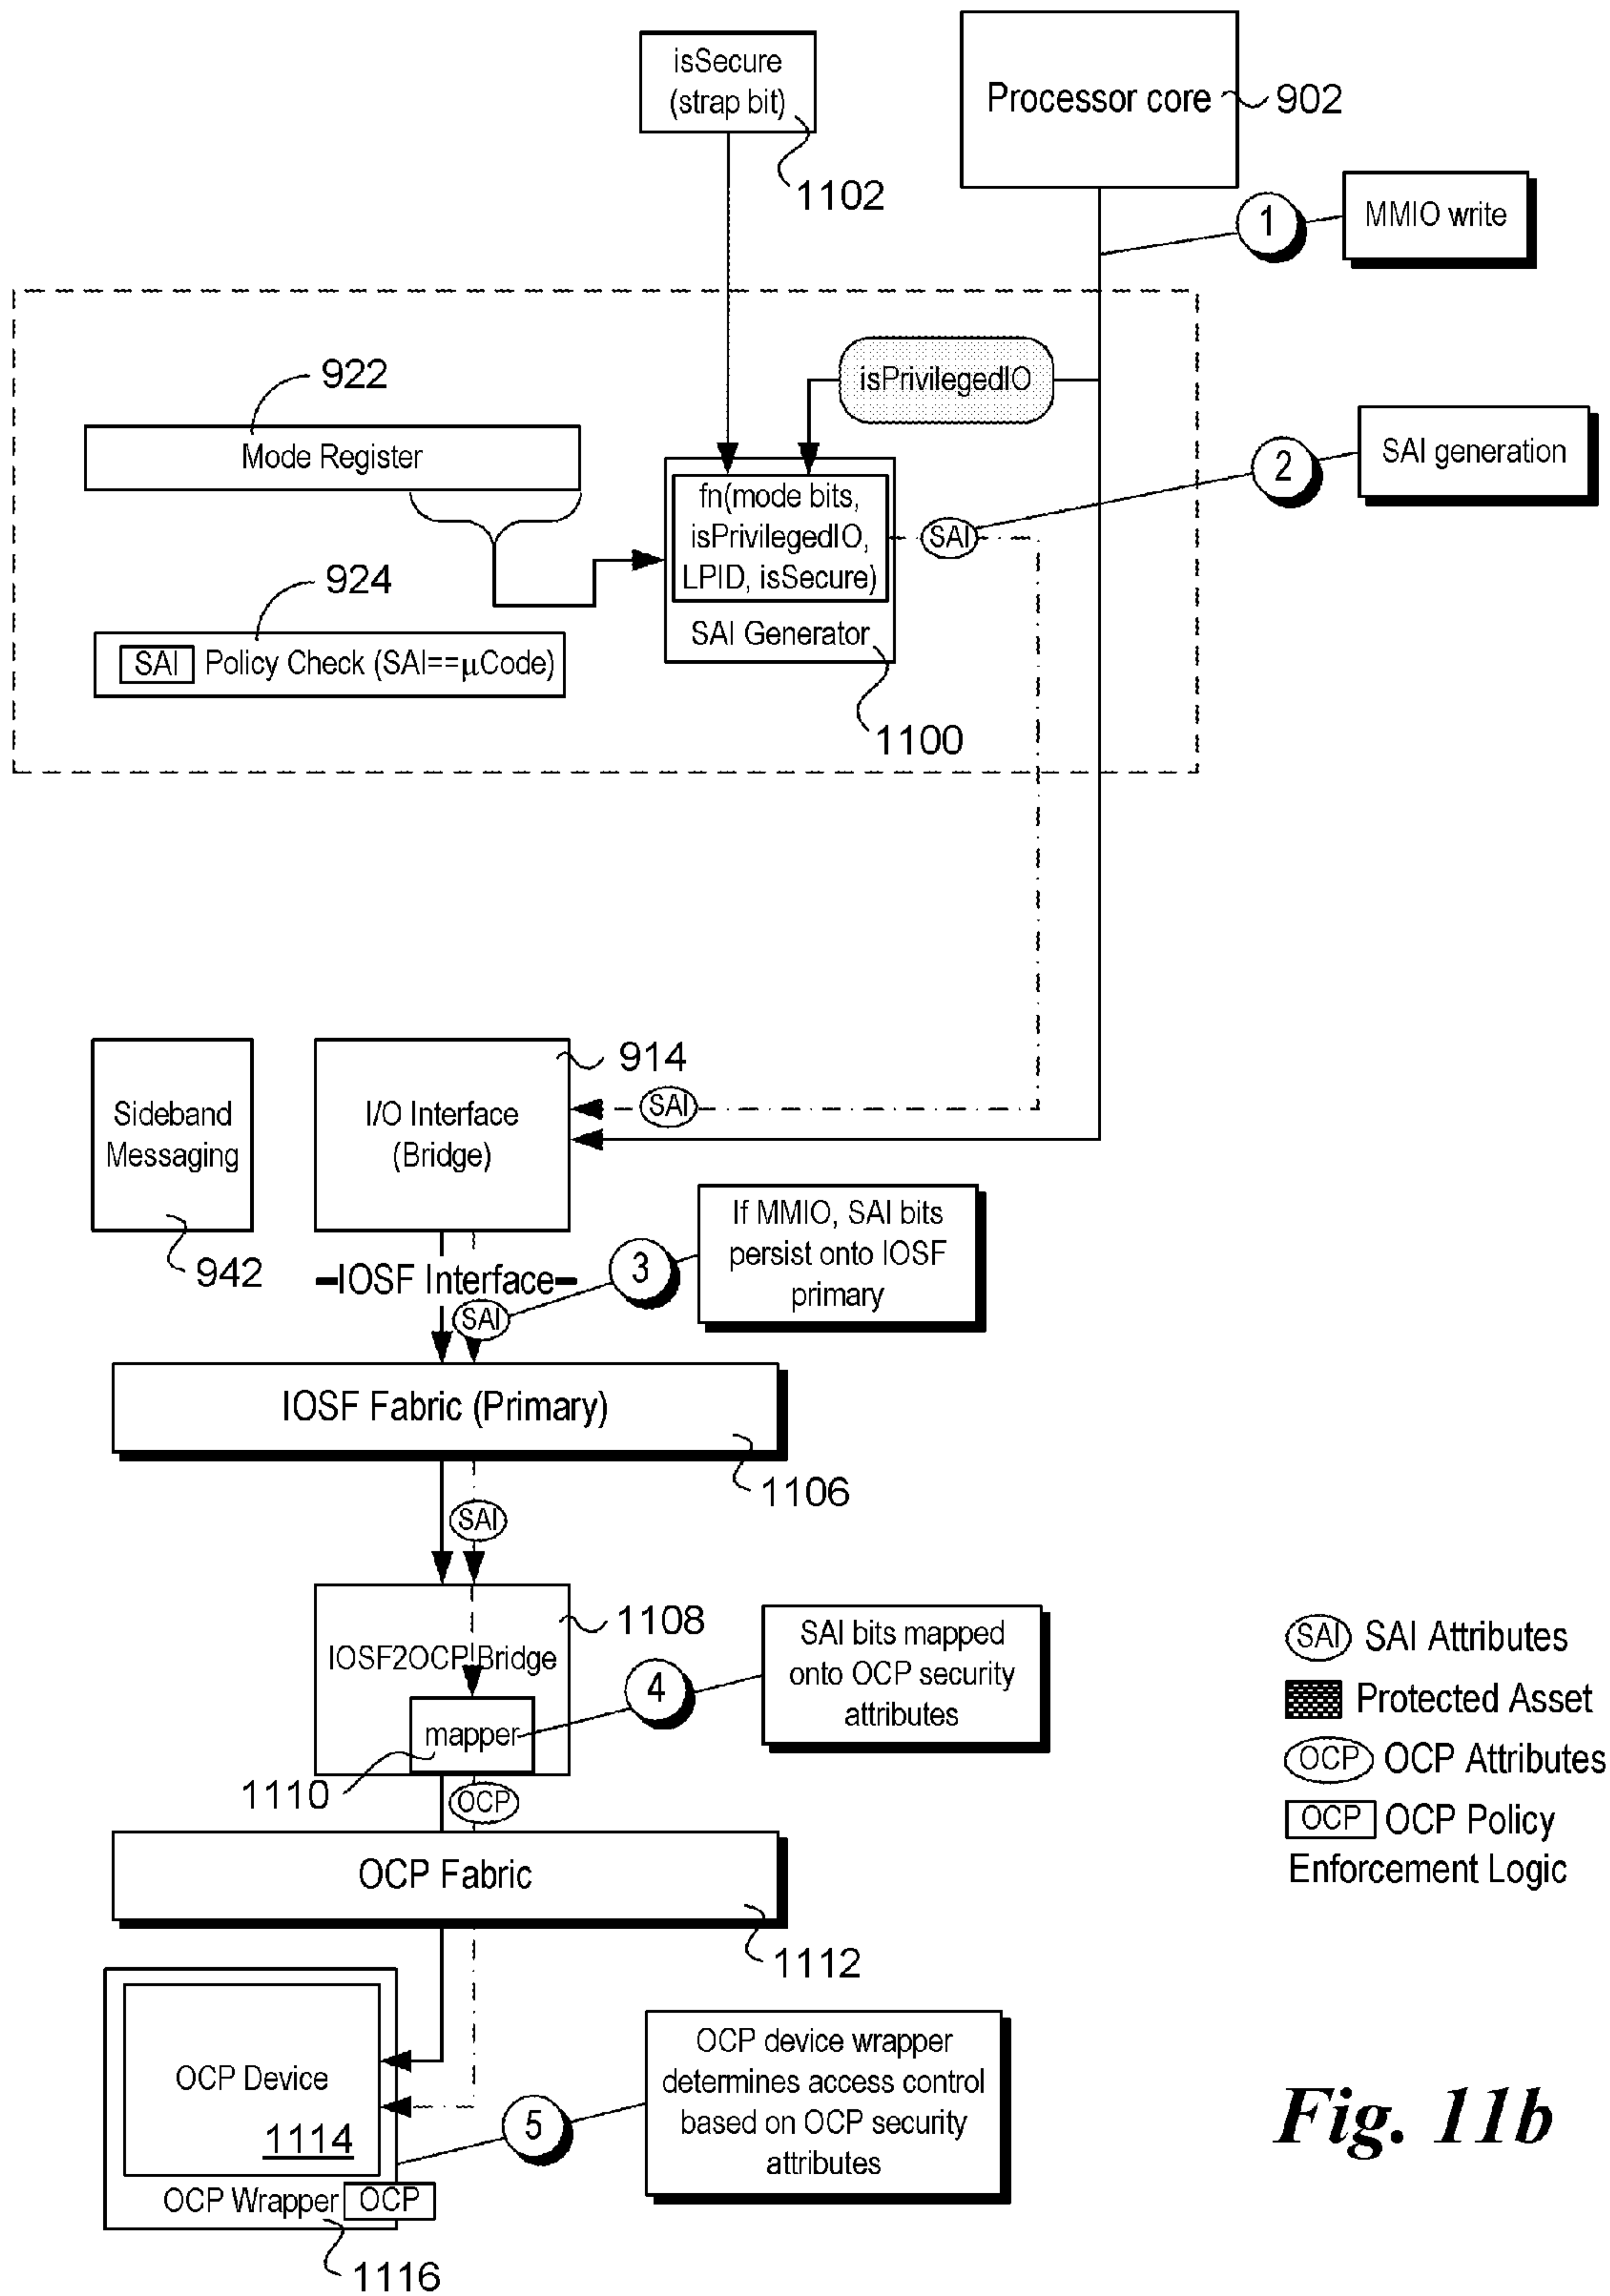 isSecure
(strap bit)
1102
Processor core
902
1
MMIO write
isPrivilegedIO
922
Mode Register
924
SAI Policy Check (SAI==μCode)
fn(mode bits,
isPrivilegedIO,
LPID, isSecure)
SAI Generator
1100
SAI
2
SAI generation
Sideband
Messaging
942
I/O Interface
(Bridge)
914
SAI
IOSF Interface
SAI
3
If MMIO, SAI bits
persist onto IOSF
primary
IOSF Fabric (Primary)
1106
SAI
1108
IOSF2OCP Bridge
mapper
1110
4
SAI bits mapped
onto OCP security
attributes
OCP
OCP Fabric
1112
OCP Device
1114
OCP Wrapper OCP
1116
5
OCP device wrapper
determines access control
based on OCP security
attributes
SAI SAI Attributes
Protected Asset
OCP OCP Attributes
OCP OCP Policy
Enforcement Logic
Fig. 11b